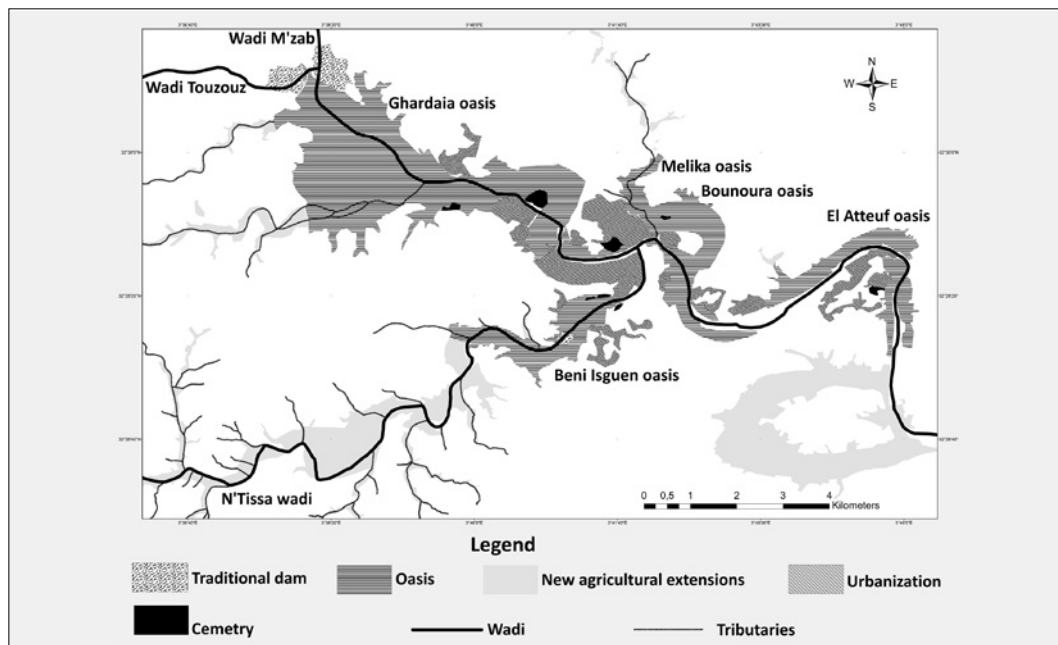 Wadi M'zab
Wadi Touzouz
Ghardaia oasis
N
W E
S
Melika oasis
Bounoura oasis
El Atteuf oasis
Beni Isguen oasis
N'Tissa wadi
0 0,5 1 2 3 4
Kilometers
Legend
Traditional dam Oasis New agricultural extensions Urbanization
Cemetry Wadi Tributaries